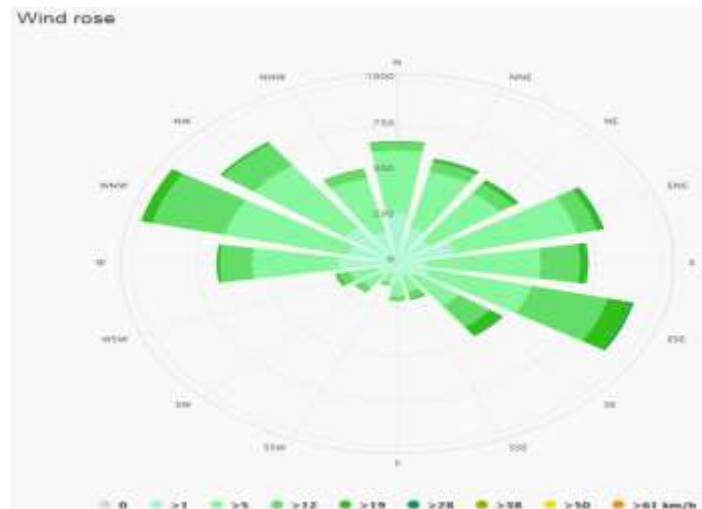 Wind rose
N
1000
NNW
NNE
750
NW
NE
500
WNW
ENE
250
0
W
E
WSW
ESE
SW
SE
SSW
SSE
S
0 >1 >5 >12 >19 >28 >38 >50 >61 km/h